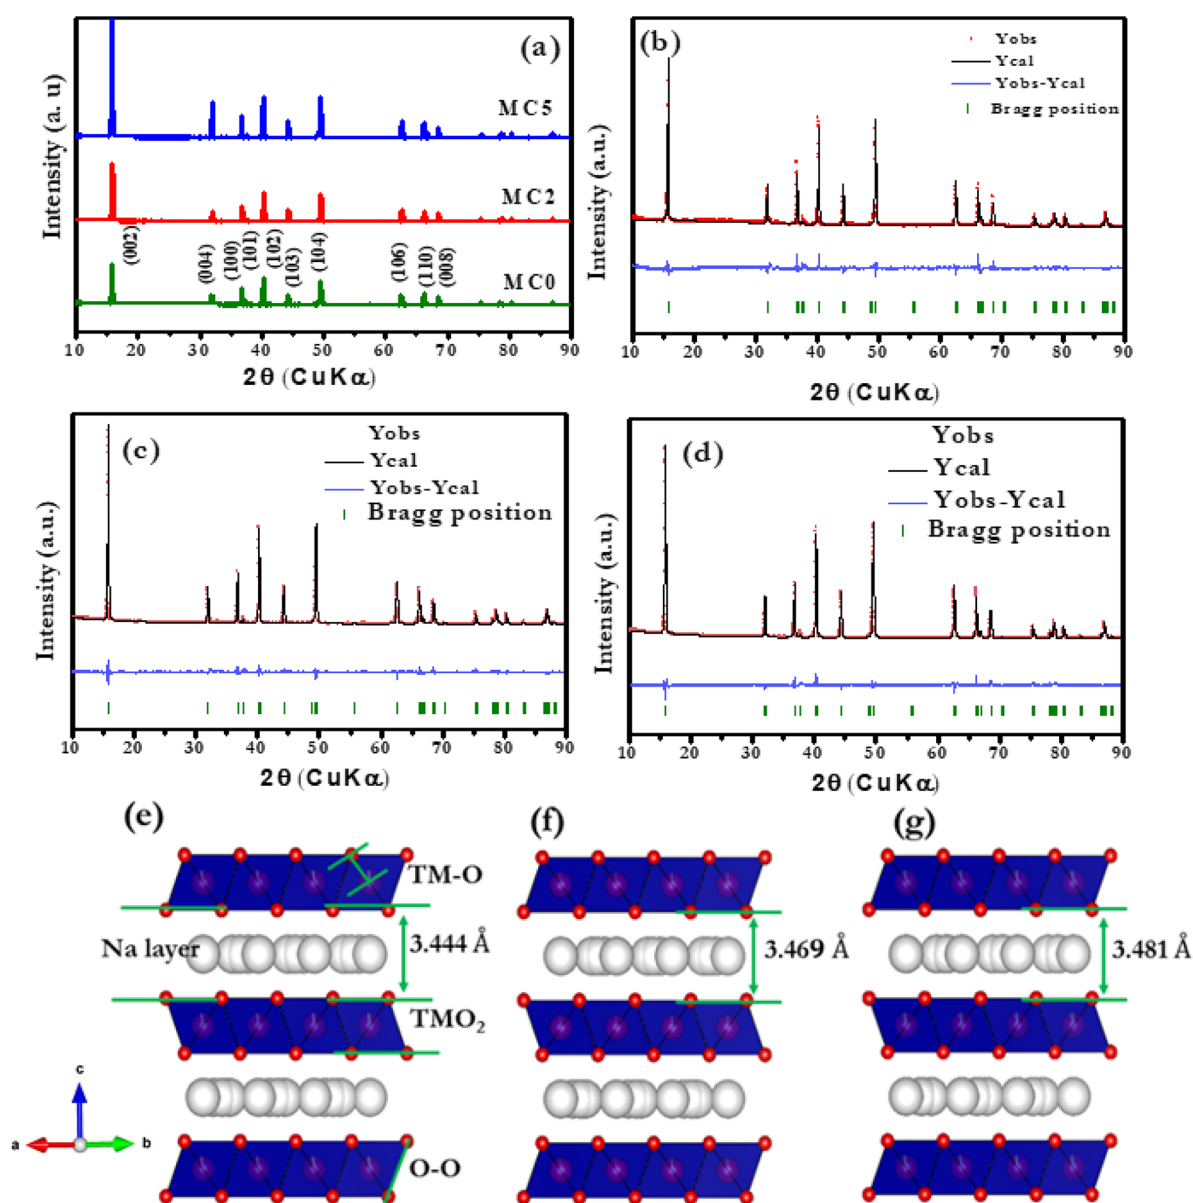 (a)
MC5
MC2
(002)
(004)
(100)
(101)
(102)
(103)
(104)
(106)
(110)
(008)
MC0
Intensity (a. u)
10 20 30 40 50 60 70 80 90
2θ (CuKα)
(b)
Yobs
Ycal
Yobs-Ycal
Bragg position
Intensity (a.u.)
10 20 30 40 50 60 70 80 90
2θ (CuKα)
(c)
Yobs
Ycal
Yobs-Ycal
Bragg position
Intensity (a.u.)
10 20 30 40 50 60 70 80 90
2θ (CuKα)
(d)
Yobs
Ycal
Yobs-Ycal
Bragg position
Intensity (a.u.)
10 20 30 40 50 60 70 80 90
2θ (CuKα)
(e)
TM-O
Na layer
3.444 Å
TMO₂
O-O
c
a
b
(f)
3.469 Å
(g)
3.481 Å